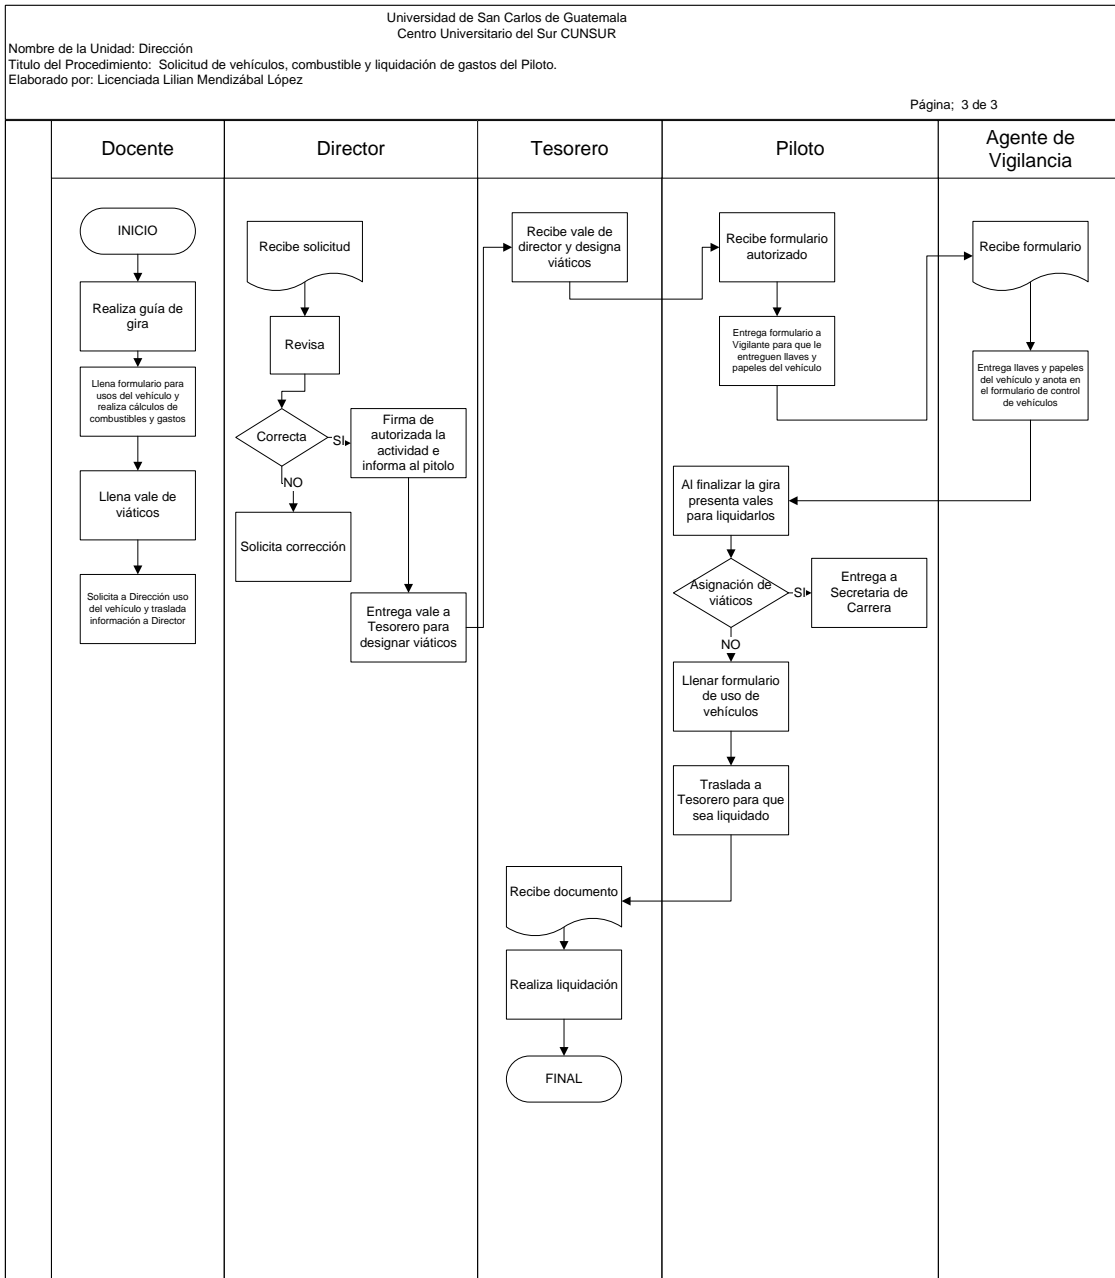 Universidad de San Carlos de Guatemala
Centro Universitario del Sur CUNSUR
Nombre de la Unidad: Dirección
Titulo del Procedimiento: Solicitud de vehículos, combustible y liquidación de gastos del Piloto.
Elaborado por: Licenciada Lilian Mendizábal López
Página; 3 de 3
Docente
Director
Tesorero
Piloto
Agente de
Vigilancia
INICIO
Realiza guía de
gira
Llena formulario para
usos del vehículo y
realiza cálculos de
combustibles y gastos
Llena vale de
viáticos
Solicita a Dirección uso
del vehículo y traslada
información a Director
Recibe solicitud
Revisa
Correcta
SI
NO
Firma de
autorizada la
actividad e
informa al pitolo
Solicita corrección
Entrega vale a
Tesorero para
designar viáticos
Recibe vale de
director y designa
viáticos
Recibe formulario
autorizado
Entrega formulario a
Vigilante para que le
entreguen llaves y
papeles del vehículo
Recibe formulario
Entrega llaves y papeles
del vehículo y anota en
el formulario de control
de vehículos
Al finalizar la gira
presenta vales
para liquidarlos
Asignación de
viáticos
SI
Entrega a
Secretaria de
Carrera
NO
Llenar formulario
de uso de
vehículos
Traslada a
Tesorero para que
sea liquidado
Recibe documento
Realiza liquidación
FINAL